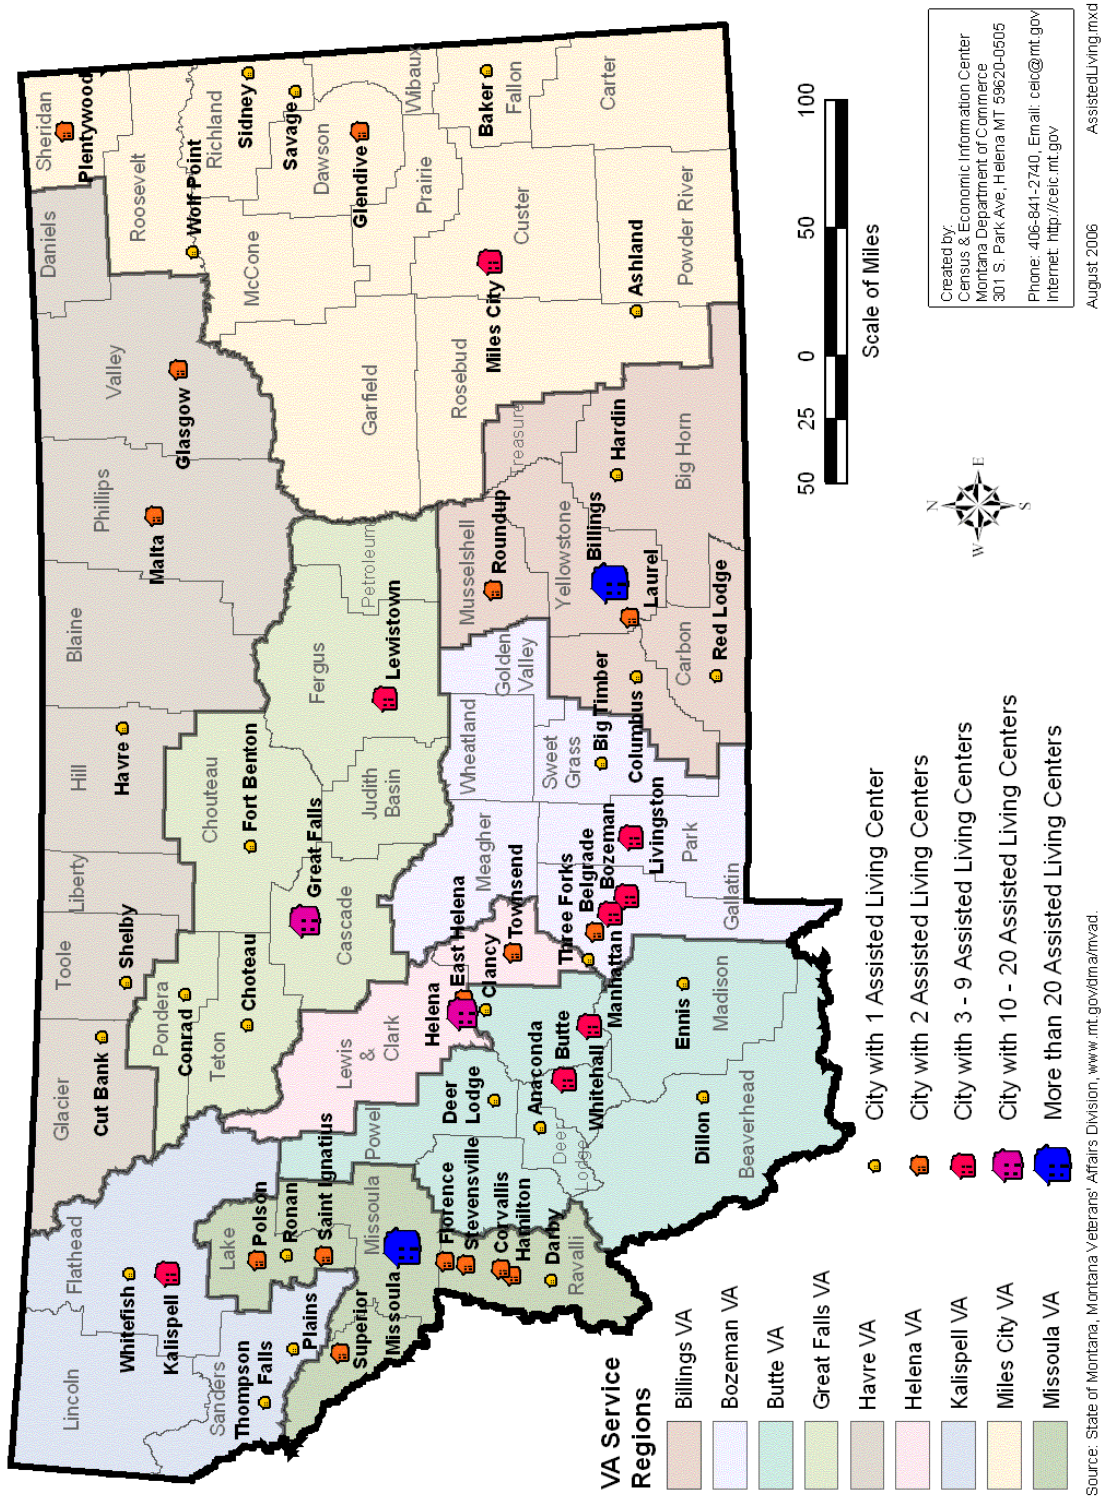 Lincoln
Flathead
Glacier
Toole
Liberty
Hill
Blaine
Phillips
Valley
Daniels
Sheridan
Plentywood
Roosevelt
Wolf Point
Richland
Sidney
Savage
Whitefish
Kalispell
Cut Bank
Shelby
Havre
Malta
Glasgow
Pondera
Conrad
Chouteau
Fort Benton
McCone
Dawson
Glendive
Wibaux
Sanders
Thompson
Falls
Plains
Lake
Polson
Ronan
Saint Ignatius
Teton
Choteau
Great Falls
Cascade
Judith
Basin
Fergus
Lewistown
Petroleum
Garfield
Prairie
Superior
Missoula
Missoula
Powell
Lewis
&
Clark
Helena
East Helena
Clancy
Townsend
Meagher
Wheatland
Golden
Valley
Musselshell
Roundup
Treasure
Rosebud
Miles City
Custer
Baker
Fallon
Florence
Stevensville
Corvallis
Hamilton
Darby
Ravalli
Deer
Lodge
Anaconda
Deer
Lodge
Butte
Whitehall
Three Forks
Belgrade
Manhattan
Bozeman
Livingston
Sweet
Grass
Big Timber
Columbus
Yellowstone
Billings
Laurel
Hardin
Big Horn
Ashland
Powder River
Carter
Dillon
Beaverhead
Ennis
Madison
Gallatin
Park
Carbon
Red Lodge
VA Service
Regions
Billings VA
Bozeman VA
Butte VA
Great Falls VA
Havre VA
Helena VA
Kalispell VA
Miles City VA
Missoula VA
City with 1 Assisted Living Center
City with 2 Assisted Living Centers
City with 3 - 9 Assisted Living Centers
City with 10 - 20 Assisted Living Centers
More than 20 Assisted Living Centers
N
W
E
S
50 25 0 50 100
Scale of Miles
Created by:
Census & Economic Information Center
Montana Department of Commerce
301 S. Park Ave, Helena MT 59620-0505
Phone: 406-841-2740, Email: ceic@mt.gov
Internet: http://ceic.mt.gov
Source: State of Montana, Montana Veterans' Affairs Division, www.mt.gov/dma/mvad.
August 2006
AssistedLiving.mxd